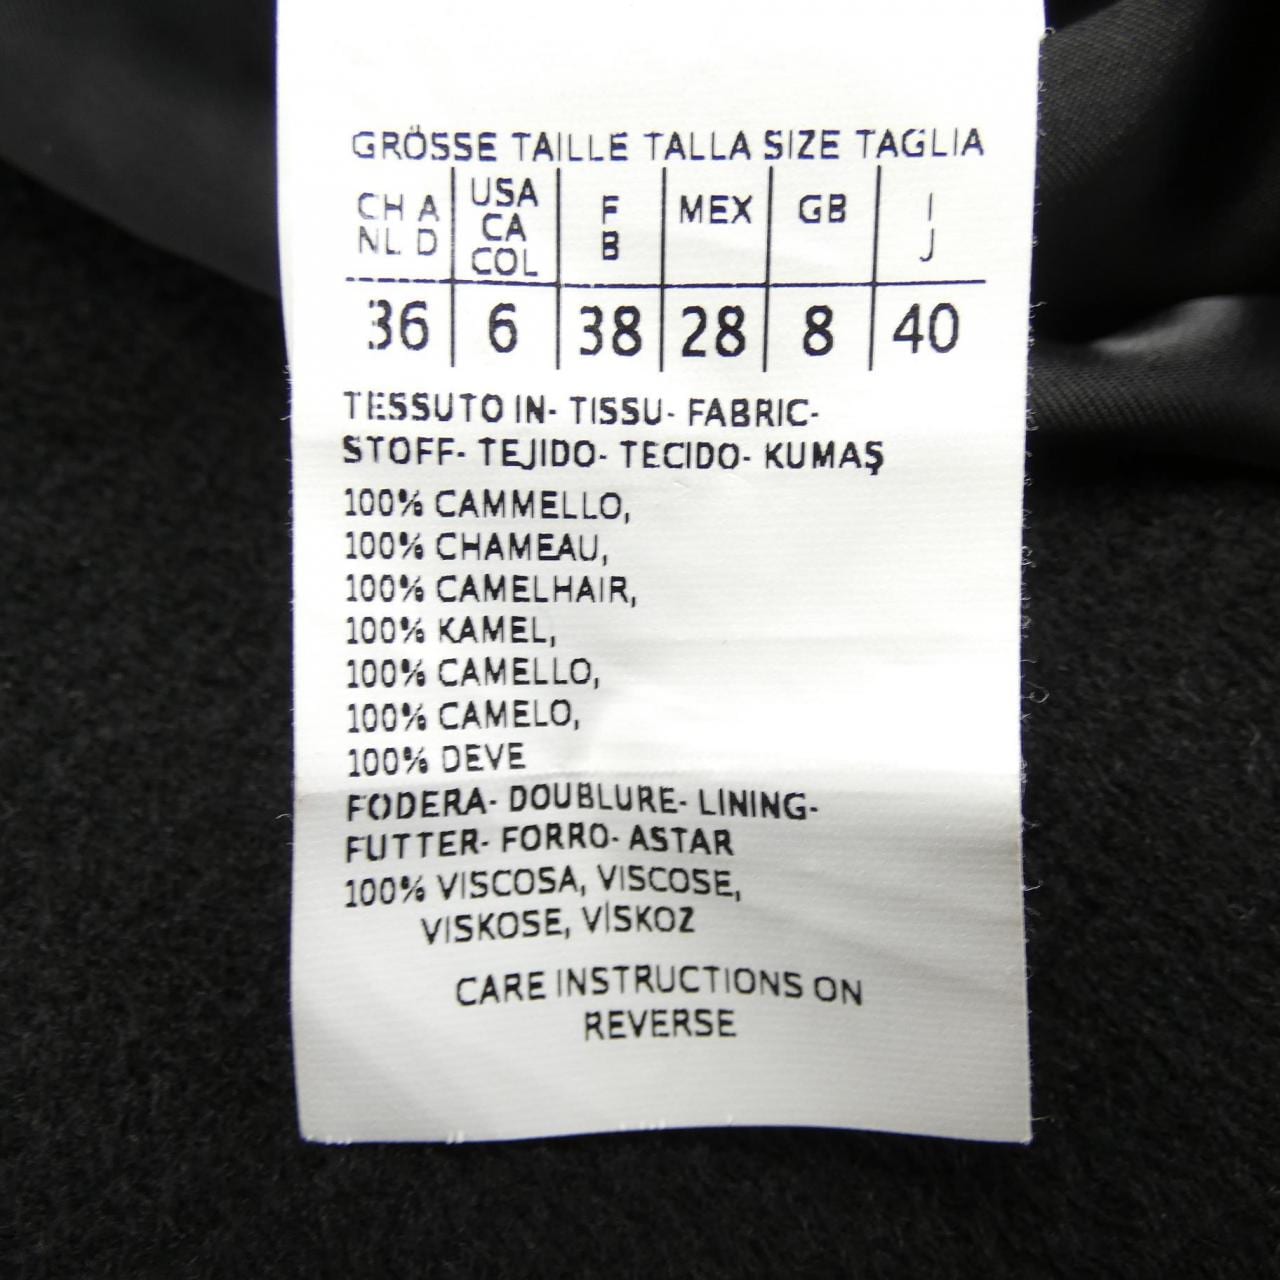 GRÖSSE TAILLE TALLA SIZE TAGLIA
CH A NL D USA CA COL F B MEX GB I J
36 6 38 28 8 40
TESSUTO IN- TISSU- FABRIC-
STOFF- TEJIDO- TECIDO- KUMAŞ
100% CAMMELLO,
100% CHAMEAU,
100% CAMELHAIR,
100% KAMEL,
100% CAMELLO,
100% CAMELO,
100% DEVE
FODERA- DOUBLURE- LINING-
FUTTER- FORRO- ASTAR
100% VISCOSA, VISCOSE,
VISKOSE, VİSKOZ
CARE INSTRUCTIONS ON
REVERSE